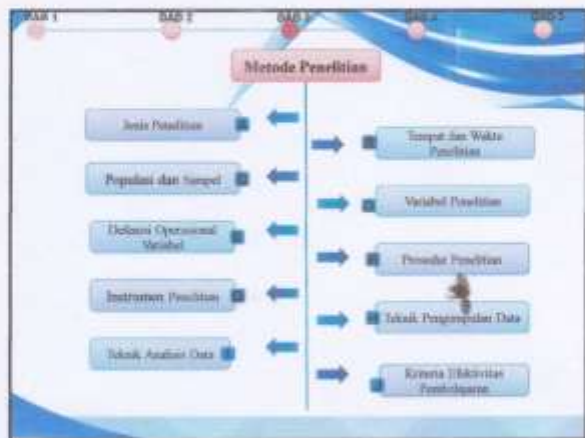 BAB 1
BAB 2
BAB 3
BAB 4
BAB 5
Metode Penelitian
Jenis Penelitian
Tempat dan Waktu
Penelitian
Populasi dan Sampel
Variabel Penelitian
Definisi Operasional
Variabel
Prosedur Penelitian
Instrumen Penelitian
Teknik Pengumpulan Data
Teknik Analisis Data
Kriteria Efektivitas
Pembelajaran